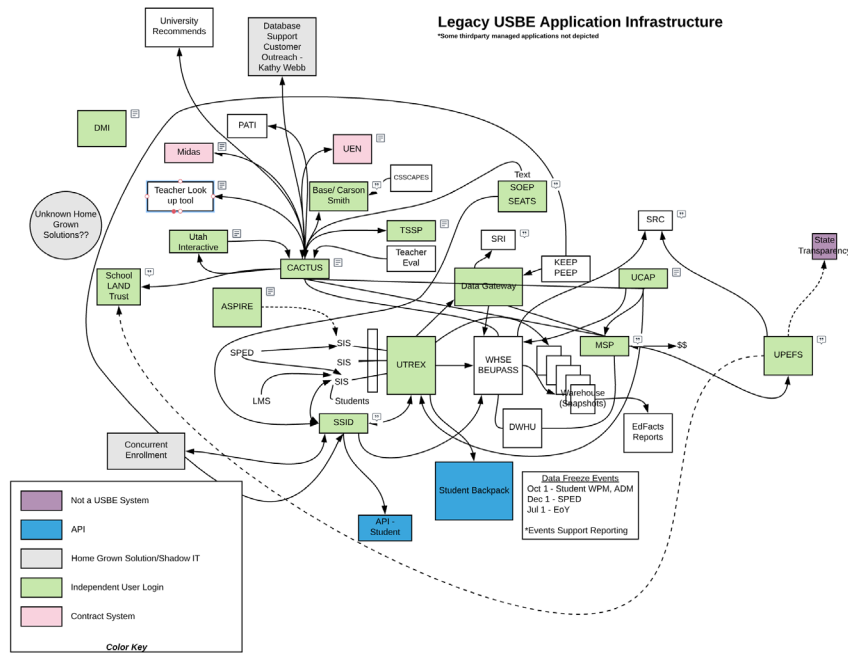 Legacy USBE Application Infrastructure
*Some thirdparty managed applications not depicted
University
Recommends
Database
Support
Customer
Outreach -
Kathy Webb
DMI
PATI
Midas
UEN
CSSCAPES
Teacher Look
up tool
Base/ Carson
Smith
Text
SOEP
SEATS
Unknown Home
Grown
Solutions??
Utah
Interactive
TSSP
SRI
SRC
State
Transparency
Teacher
Eval
CACTUS
KEEP
PEEP
School
LAND
Trust
Data Gateway
UCAP
ASPIRE
SIS
SPED
SIS
SIS
LMS
Students
UTREX
WHSE
BEUPASS
MSP
$$
UPEFS
Warehouse
(Snapshots)
SSID
DWHU
EdFacts
Reports
Concurrent
Enrollment
Student Backpack
Data Freeze Events
Oct 1 - Student WPM, ADM
Dec 1 - SPED
Jul 1 - EoY
*Events Support Reporting
API -
Student
Not a USBE System
API
Home Grown Solution/Shadow IT
Independent User Login
Contract System
Color Key